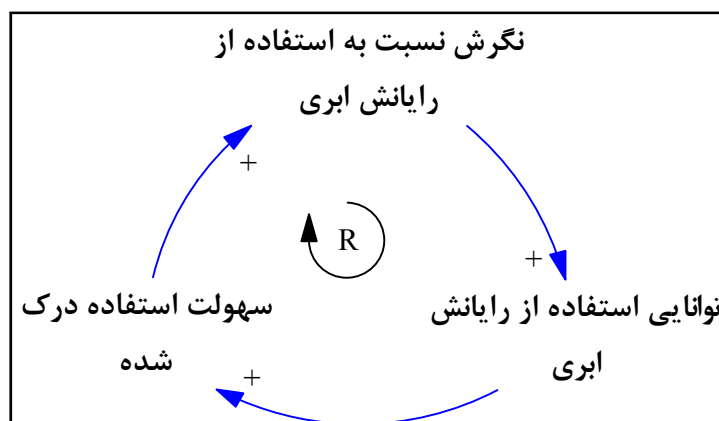 نگرش نسبت به استفاده از
رایانش ابری
+
R
+
توانایی استفاده از رایانش
ابری
سهولت استفاده درک
شده
+